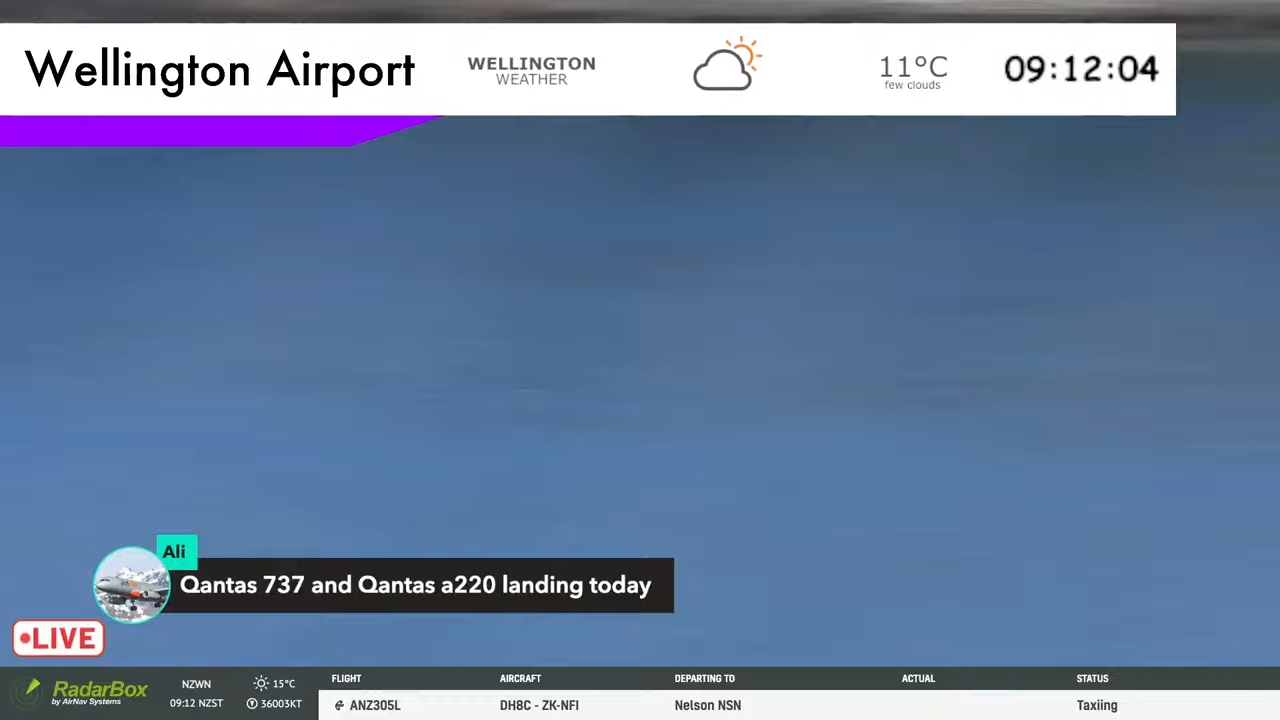 Wellington Airport
WELLINGTON
WEATHER
11°C
few clouds
09:12:04
Ali
Qantas 737 and Qantas a220 landing today
LIVE
RadarBox
by AirNav Systems
NZWN
09:12 NZST
15°C
36003KT
FLIGHT AIRCRAFT DEPARTING TO ACTUAL STATUS
ANZ305L DH8C - ZK-NFI Nelson NSN Taxiing